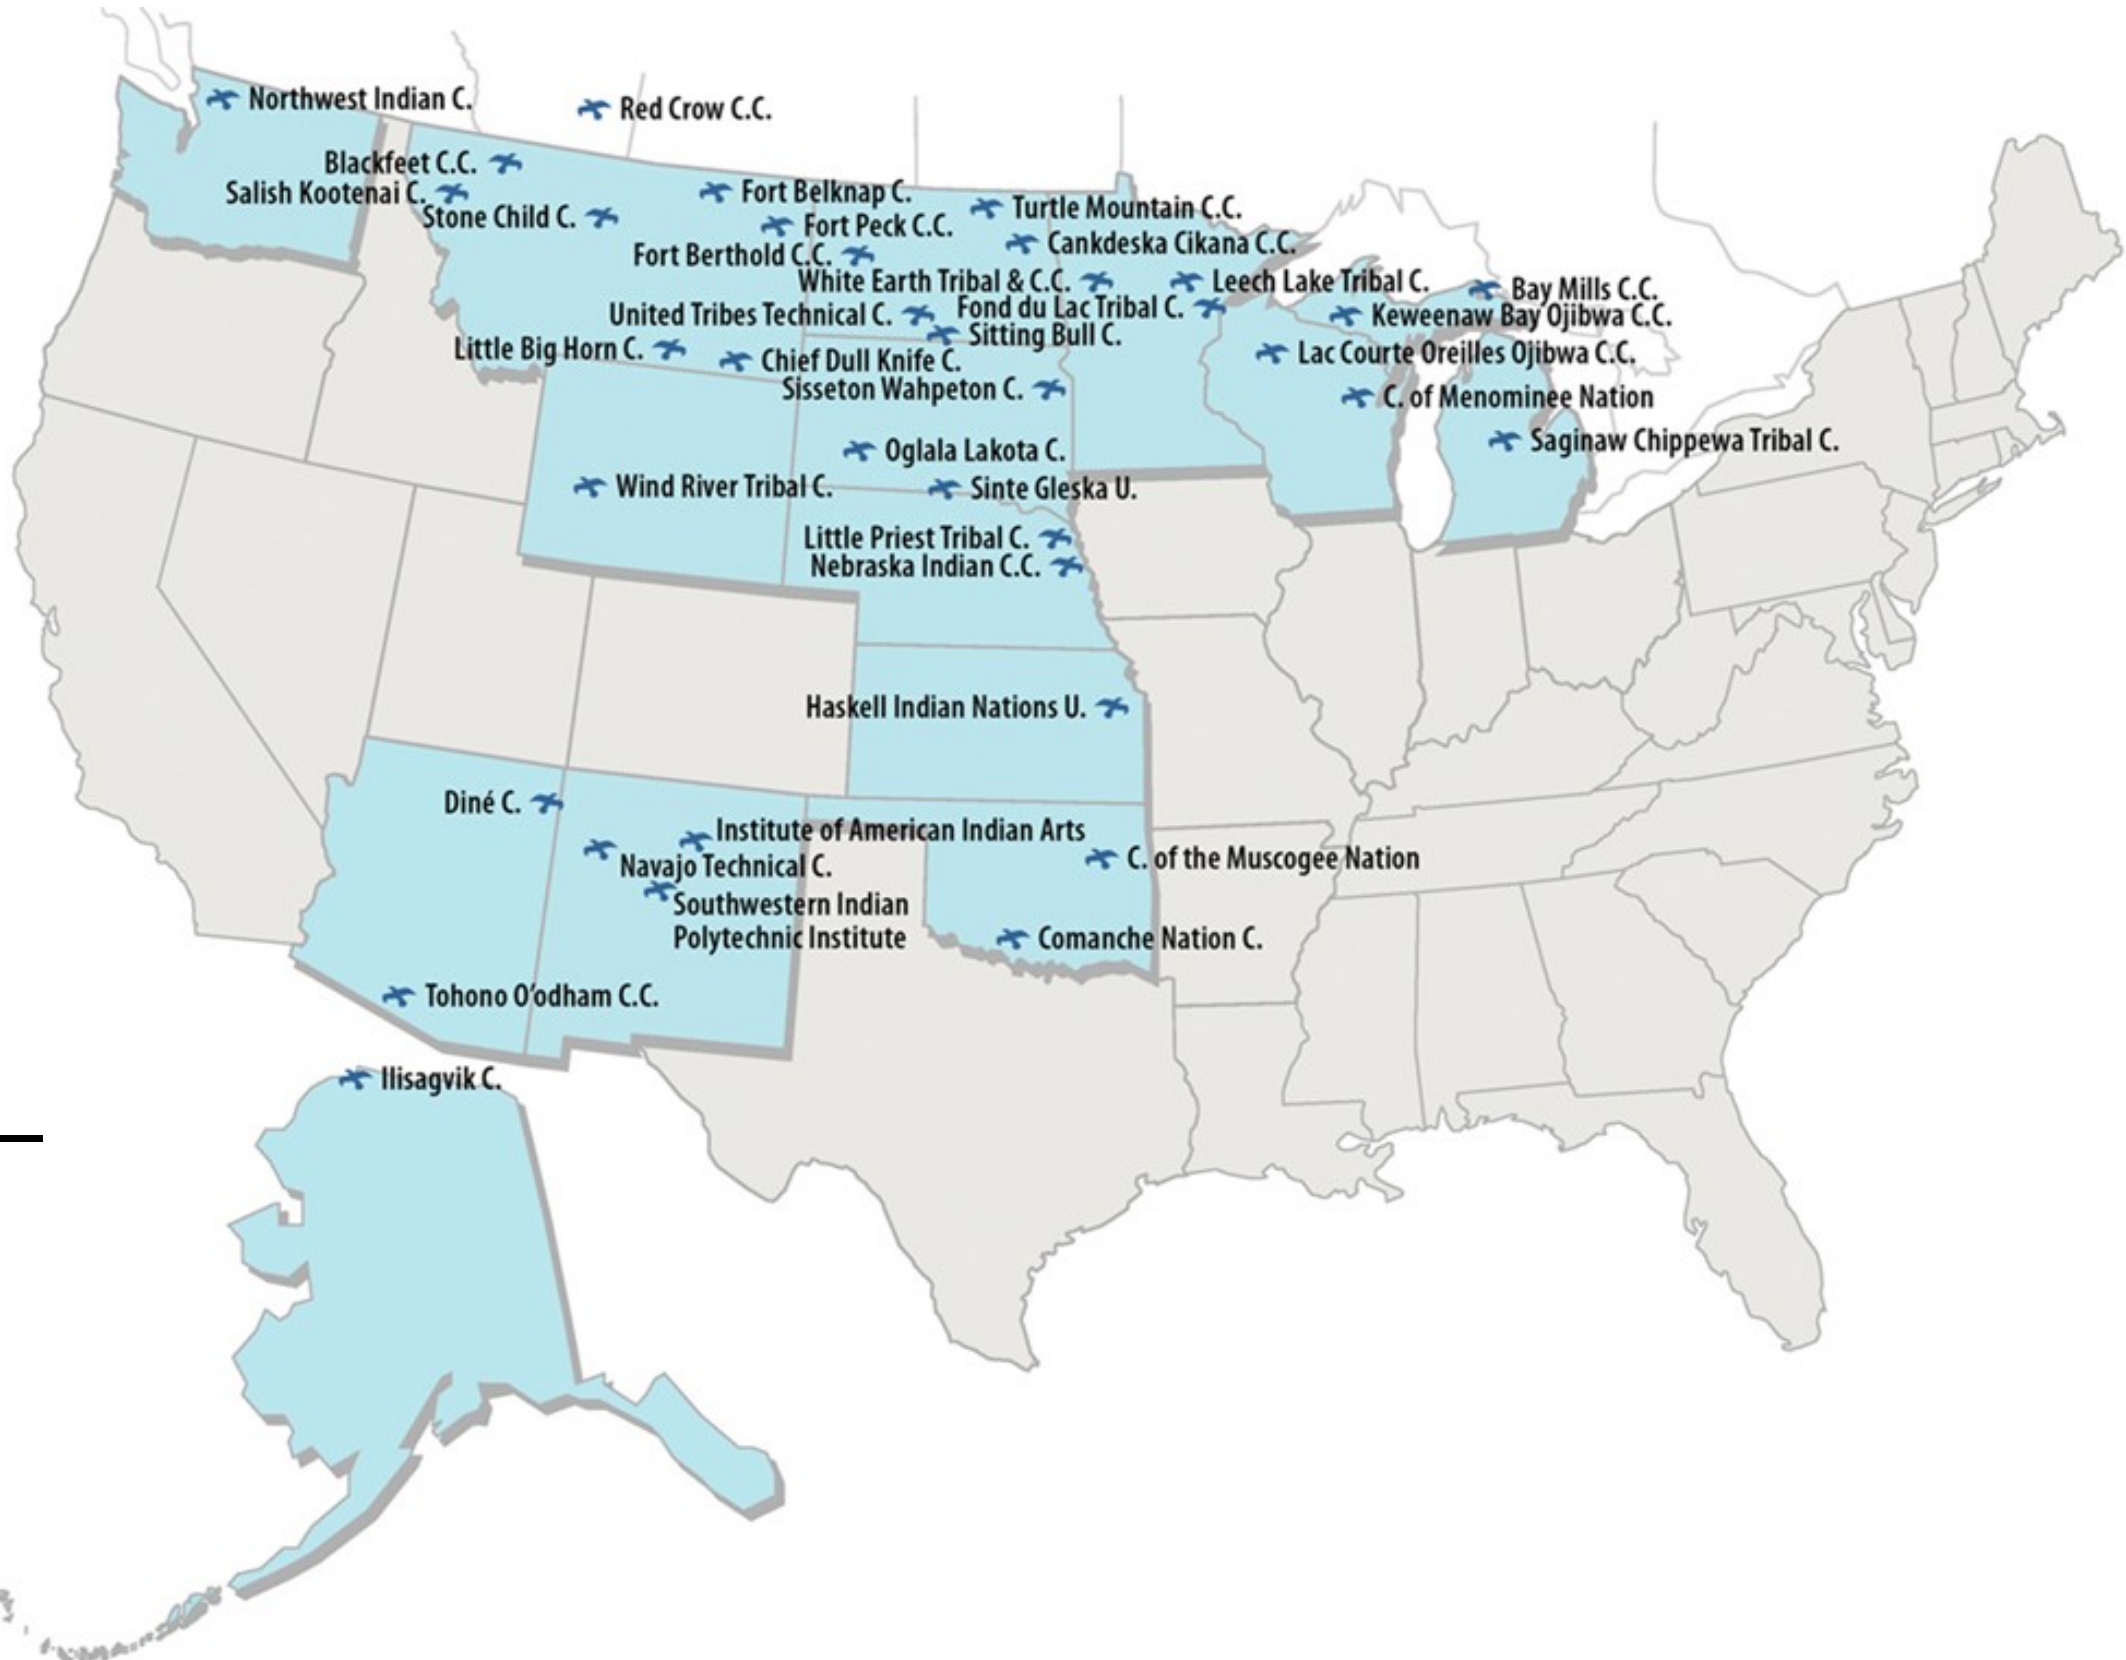 Northwest Indian C.
Red Crow C.C.
Blackfeet C.C.
Salish Kootenai C.
Fort Belknap C.
Stone Child C.
Turtle Mountain C.C.
Fort Peck C.C.
Cankdeska Cikana C.C.
Fort Berthold C.C.
White Earth Tribal & C.C.
Leech Lake Tribal C.
Bay Mills C.C.
United Tribes Technical C.
Fond du Lac Tribal C.
Keweenaw Bay Ojibwa C.C.
Sitting Bull C.
Little Big Horn C.
Chief Dull Knife C.
Lac Courte Oreilles Ojibwa C.C.
Sisseton Wahpeton C.
C. of Menominee Nation
Oglala Lakota C.
Saginaw Chippewa Tribal C.
Wind River Tribal C.
Sinte Gleska U.
Little Priest Tribal C.
Nebraska Indian C.C.
Haskell Indian Nations U.
Diné C.
Institute of American Indian Arts
Navajo Technical C.
C. of the Muscogee Nation
Southwestern Indian
Polytechnic Institute
Comanche Nation C.
Tohono O'odham C.C.
Ilisagvik C.